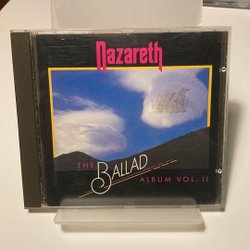 Nazareth
THE BALLAD
ALBUM VOL. II